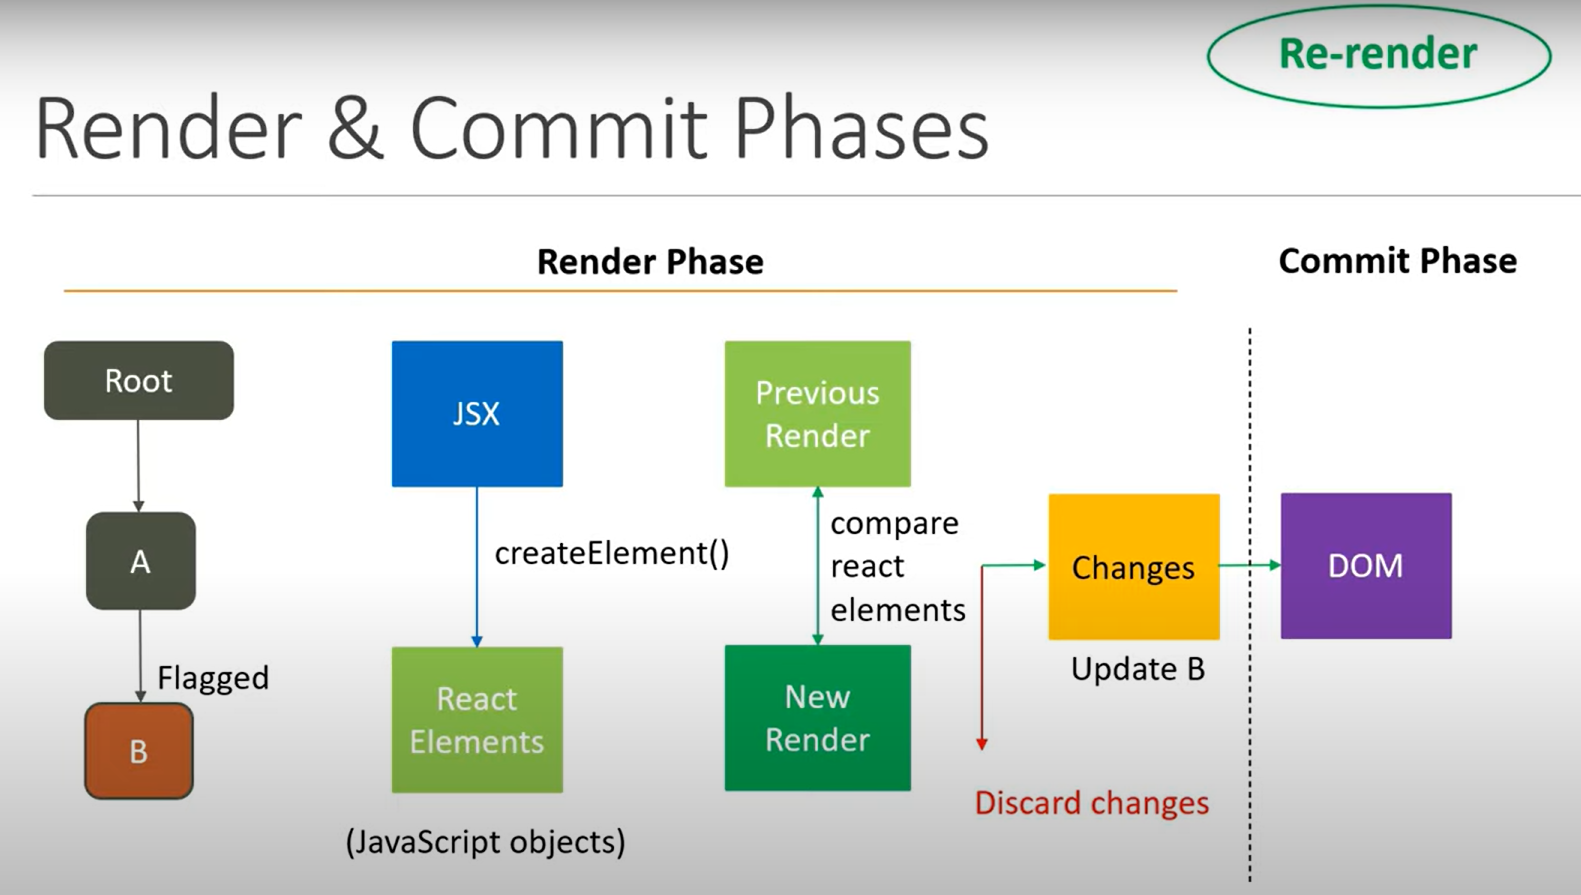 Re-render
Render & Commit Phases
Render Phase
Commit Phase
Root
A
Flagged
B
JSX
createElement()
React
Elements
(JavaScript objects)
Previous
Render
compare
react
elements
New
Render
Changes
Update B
Discard changes
DOM